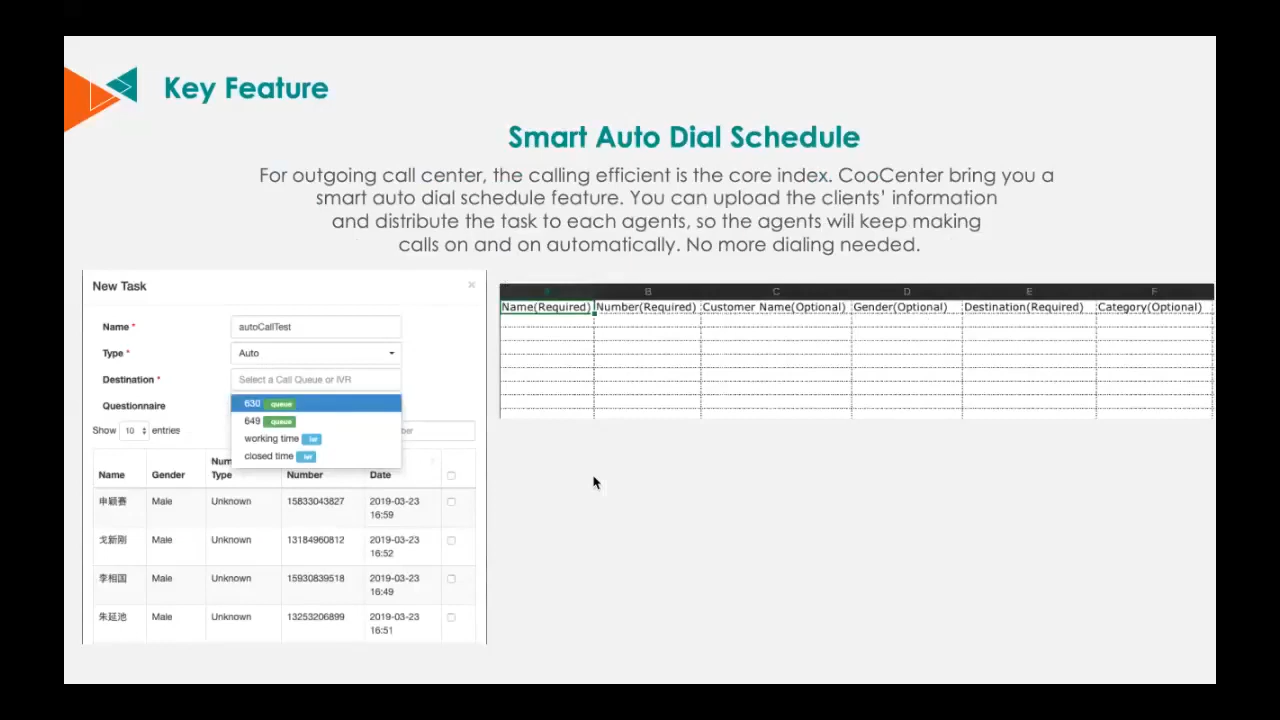 Key Feature
Smart Auto Dial Schedule
For outgoing call center, the calling efficient is the core index. CooCenter bring you a
smart auto dial schedule feature. You can upload the clients' information
and distribute the task to each agents, so the agents will keep making
calls on and on automatically. No more dialing needed.
New Task ×
Name * autoCallTest
Type * Auto
Destination * Select a Call Queue or IVR
Questionnaire
630 queue
649 queue
working time ivr
closed time ivr
Show 10 entries
Name Gender Type Number Date
申颖赛 Male Unknown 15833043827 2019-03-23 16:59
戈新刚 Male Unknown 13184960812 2019-03-23 16:52
李相国 Male Unknown 15930839518 2019-03-23 16:49
朱延池 Male Unknown 13253206899 2019-03-23 16:51
A B C D E F
Name(Required) Number(Required) Customer Name(Optional) Gender(Optional) Destination(Required) Category(Optional)